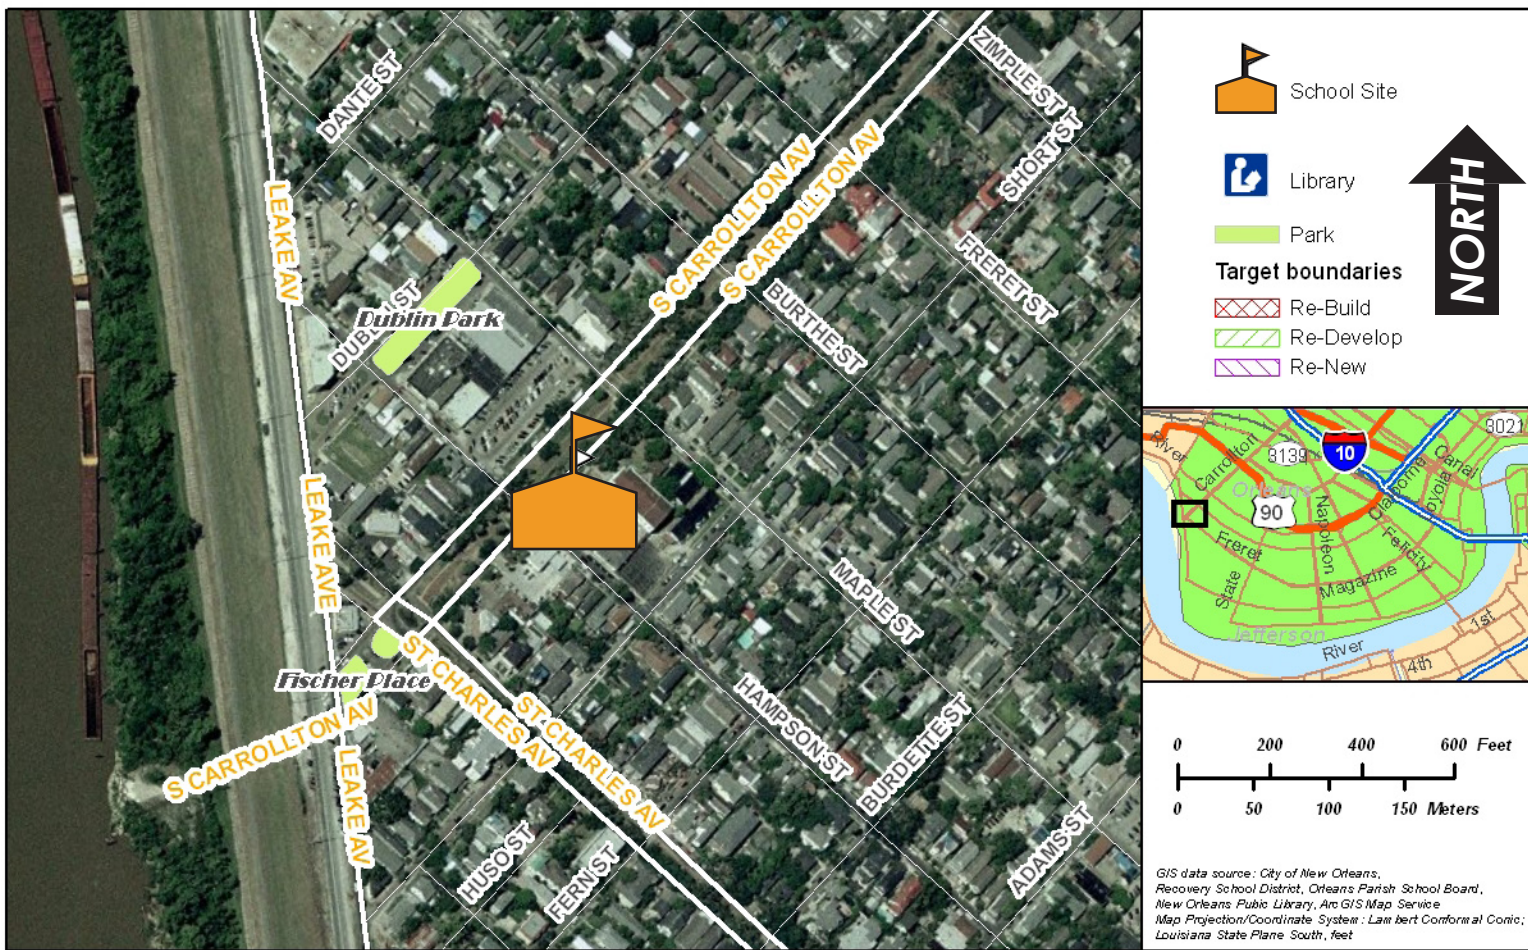 ZIMPLE ST
DANTE ST
SHORT ST
S CARROLLTON AV
S CARROLLTON AV
LEAKE AV
FRERET ST
DUBLIN ST
Dublin Park
BURTHE ST
LEAKE AVE
MAPLE ST
ST CHARLES AV
Fischer Place
ST CHARLES AV
HAMPSON ST
BURDETTE ST
S CARROLLTON AV
LEAKE AV
HUSO ST
FERN ST
ADAMS ST
School Site
Library
Park
NORTH
Target boundaries
Re-Build
Re-Develop
Re-New
River
Carrollton
3139
10
3021
Canal
Loyola
Claiborne
Orleans
90
Napoleon
Freret
Felicity
State
Magazine
Jefferson
River
1st
4th
0 200 400 600 Feet
0 50 100 150 Meters
GIS data source: City of New Orleans,
Recovery School District, Orleans Parish School Board,
New Orleans Pubic Library, ArcGIS Map Service
Map Projection/Coordinate System: Lambert Conformal Conic;
Louisiana State Plane South, feet